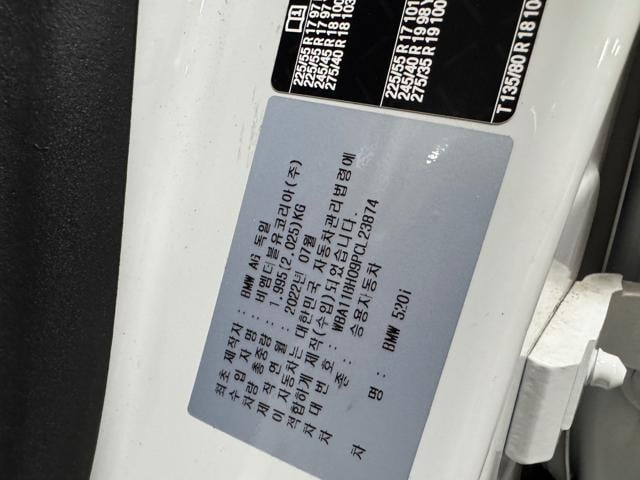 225/55 R 17 97
225/55 R 17 97
245/45 R 18 100
275/40 R 18 103
225/55 R 17 101
245/40 R 19 98 Y
275/35 R 19 100
T 135/80 R 18 10
최초 제작자 : BMW AG 독일
수입 자명 : 비엠더블유코리아(주)
차량 총중량 : 1,995(2,025)KG
제 작 연 월 : 2022년 07월
이 자동차는 대한민국 자동차관리법령에
적합하게 제작(수입)되었습니다.
차 대 번 호 : WBA11BH09PCL23874
차 종 : 승용자동차
차 명 : BMW 520i